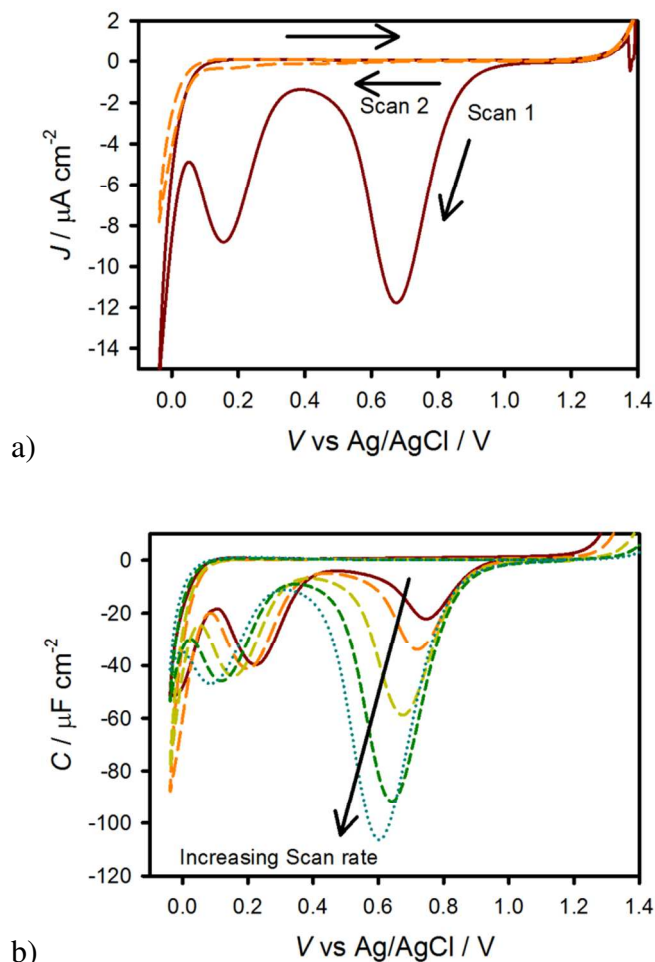 2
0
-2
-4
-6
-8
-10
-12
-14
J / μA cm-2
Scan 2
Scan 1
0.0 0.2 0.4 0.6 0.8 1.0 1.2 1.4
V vs Ag/AgCl / V
a)
0
-20
-40
-60
-80
-100
-120
C / μF cm-2
Increasing Scan rate
0.0 0.2 0.4 0.6 0.8 1.0 1.2 1.4
V vs Ag/AgCl / V
b)